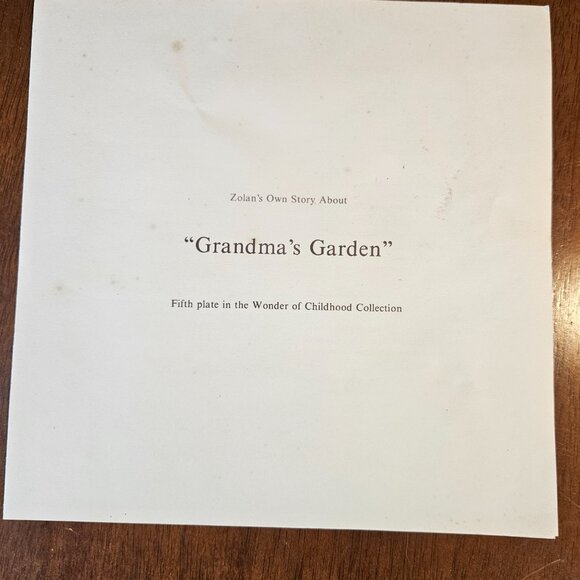 Zolan's Own Story About
“Grandma’s Garden”
Fifth plate in the Wonder of Childhood Collection